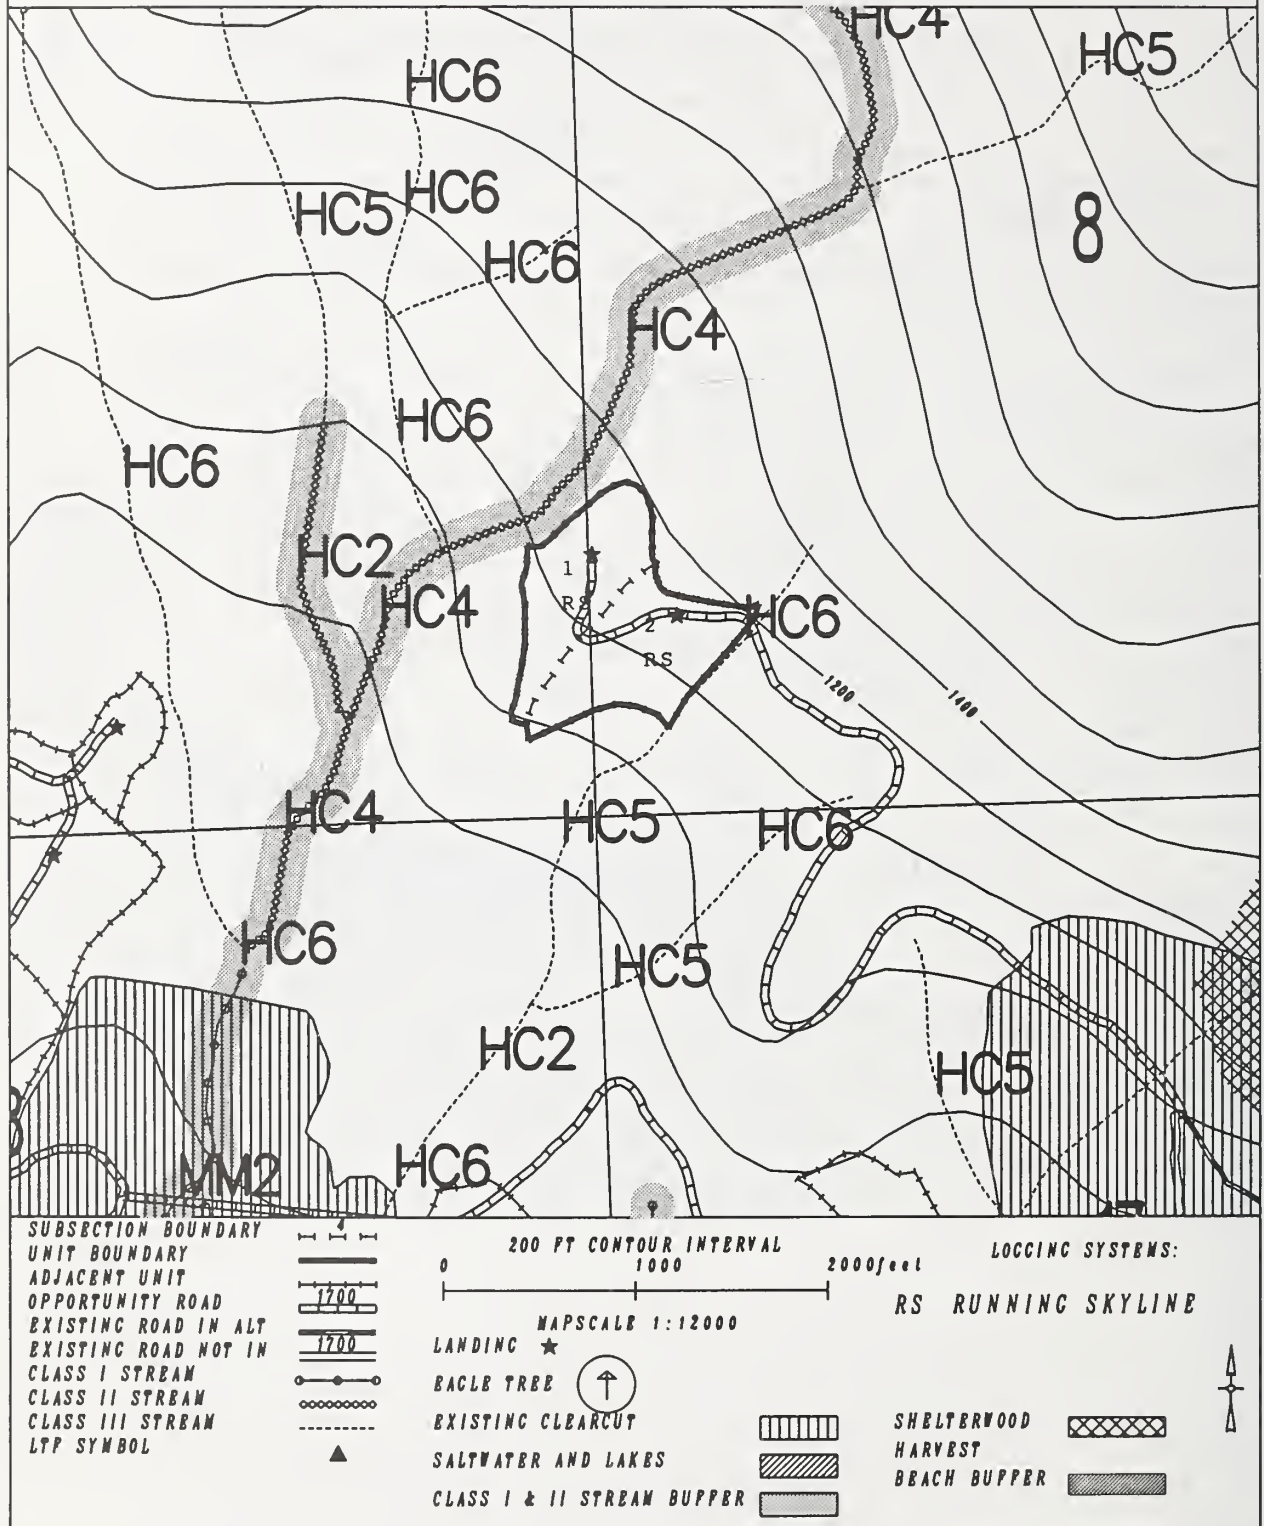 HC4
HC5
HC6
HC6
HC5
HC6
8
HC4
HC6
HC6
HC2
1
HC4
RS
2
HC6
RS
1200
1400
HC4
HC5
HC6
HC6
HC5
HC2
HC5
HC6
MM2
SUBSECTION BOUNDARY 4
UNIT BOUNDARY
ADJACENT UNIT
OPPORTUNITY ROAD 1700
EXISTING ROAD IN ALT
EXISTING ROAD NOT IN 1700
CLASS I STREAM
CLASS II STREAM
CLASS III STREAM
LTF SYMBOL
200 FT CONTOUR INTERVAL
0 1000 2000feet
MAPSCALE 1:12000
LANDING
EAGLE TREE
EXISTING CLEARCUT
SALTWATER AND LAKES
CLASS I & II STREAM BUFFER
LOGGING SYSTEMS:
RS RUNNING SKYLINE
SHELTERWOOD
HARVEST
BEACH BUFFER